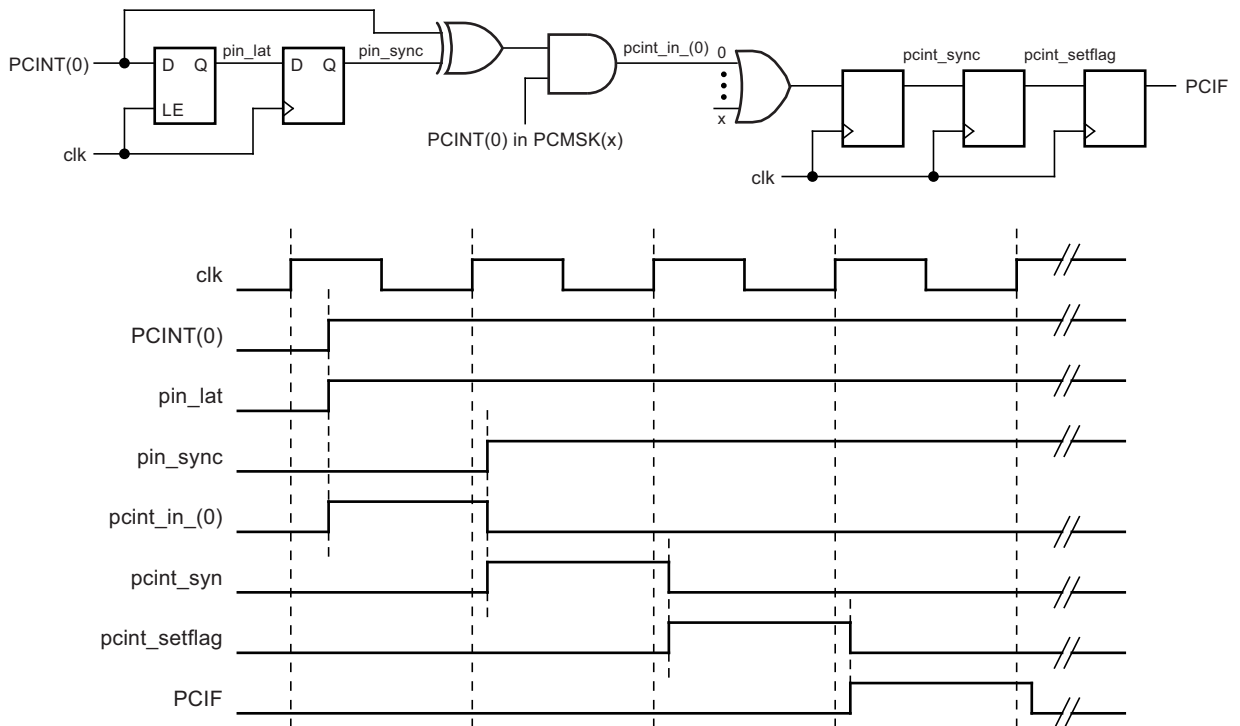 PCINT(0)
D Q
LE
clk
pin_lat
D Q
pin_sync
PCINT(0) in PCMSK(x)
pcint_in_(0)
0
x
clk
pcint_sync
pcint_setflag
PCIF
clk
PCINT(0)
pin_lat
pin_sync
pcint_in_(0)
pcint_syn
pcint_setflag
PCIF